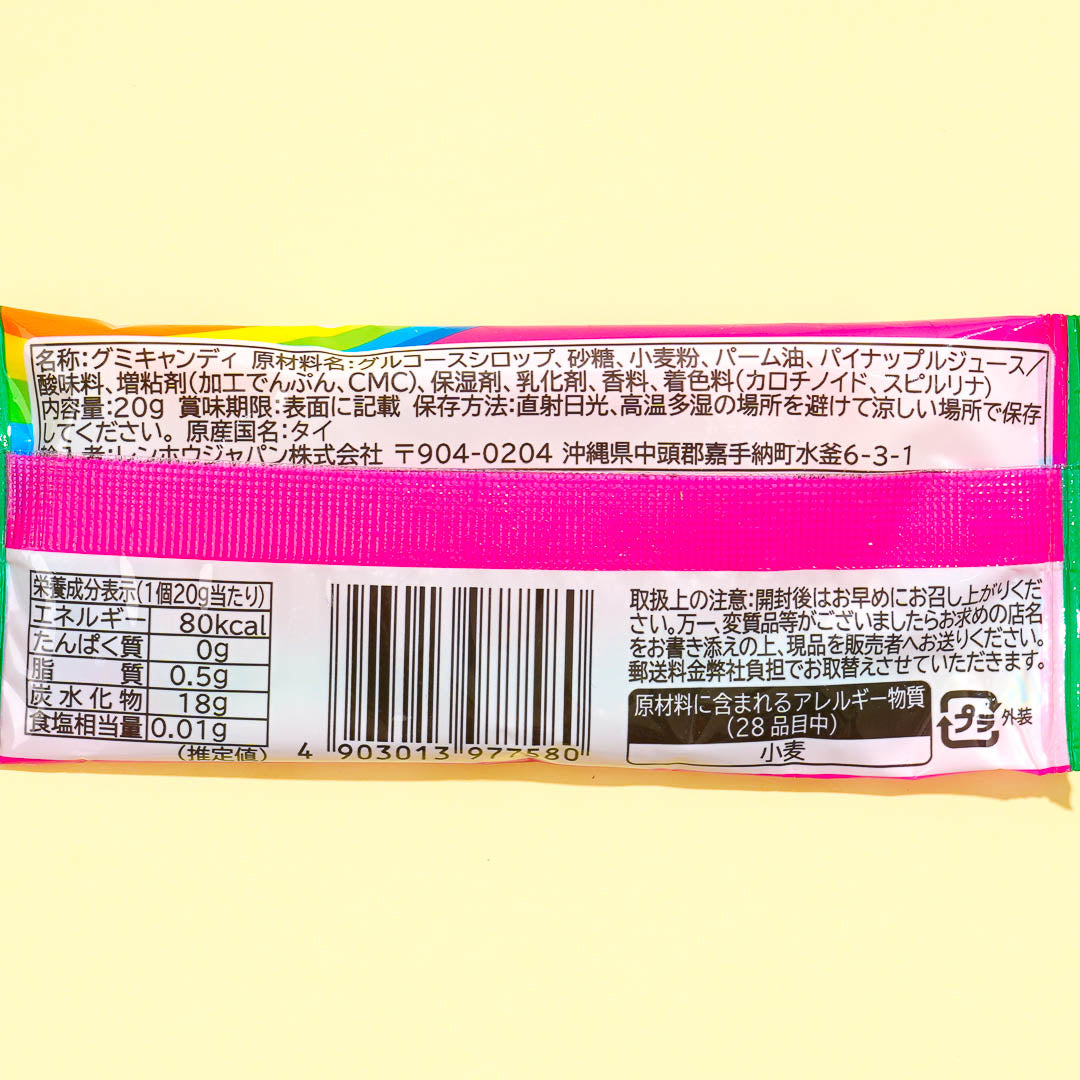 名称:グミキャンディ 原材料名:グルコースシロップ、砂糖、小麦粉、パーム油、パイナップルジュース/
酸味料、増粘剤(加工でんぷん、CMC)、保湿剤、乳化剤、香料、着色料(カロチノイド、スピルリナ)
内容量:20g 賞味期限:表面に記載 保存方法:直射日光、高温多湿の場所を避けて涼しい場所で保存
してください。原産国名:タイ
輸入者:レンホウジャパン株式会社 〒904-0204 沖縄県中頭郡嘉手納町水釜6-3-1
栄養成分表示(1個20g当たり)
エネルギー 80kcal
たんぱく質 0g
脂質 0.5g
炭水化物 18g
食塩相当量 0.01g
(推定値)
4 903013 977580
取扱上の注意:開封後はお早めにお召し上がりくだ
さい。万一、変質品等がございましたらお求めの店名
をお書き添えの上、現品を販売者へお送りください。
郵送料金弊社負担でお取替えさせていただきます。
原材料に含まれるアレルギー物質
(28品目中)
小麦
プラ 外装